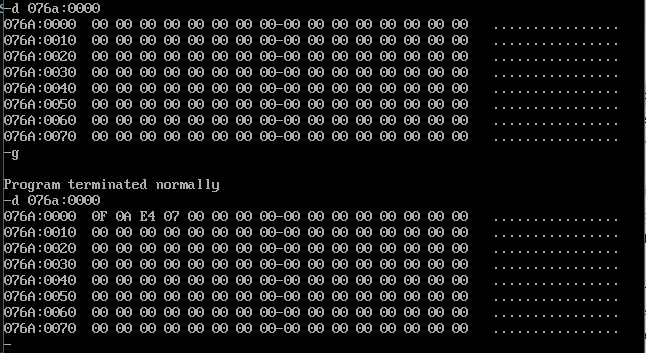 -d 076a:0000
076A:0000  00 00 00 00 00 00 00 00-00 00 00 00 00 00 00 00   ................
076A:0010  00 00 00 00 00 00 00 00-00 00 00 00 00 00 00 00   ................
076A:0020  00 00 00 00 00 00 00 00-00 00 00 00 00 00 00 00   ................
076A:0030  00 00 00 00 00 00 00 00-00 00 00 00 00 00 00 00   ................
076A:0040  00 00 00 00 00 00 00 00-00 00 00 00 00 00 00 00   ................
076A:0050  00 00 00 00 00 00 00 00-00 00 00 00 00 00 00 00   ................
076A:0060  00 00 00 00 00 00 00 00-00 00 00 00 00 00 00 00   ................
076A:0070  00 00 00 00 00 00 00 00-00 00 00 00 00 00 00 00   ................
-g
Program terminated normally
-d 076a:0000
076A:0000  0F 0A E4 07 00 00 00 00-00 00 00 00 00 00 00 00   ................
076A:0010  00 00 00 00 00 00 00 00-00 00 00 00 00 00 00 00   ................
076A:0020  00 00 00 00 00 00 00 00-00 00 00 00 00 00 00 00   ................
076A:0030  00 00 00 00 00 00 00 00-00 00 00 00 00 00 00 00   ................
076A:0040  00 00 00 00 00 00 00 00-00 00 00 00 00 00 00 00   ................
076A:0050  00 00 00 00 00 00 00 00-00 00 00 00 00 00 00 00   ................
076A:0060  00 00 00 00 00 00 00 00-00 00 00 00 00 00 00 00   ................
076A:0070  00 00 00 00 00 00 00 00-00 00 00 00 00 00 00 00   ................
-